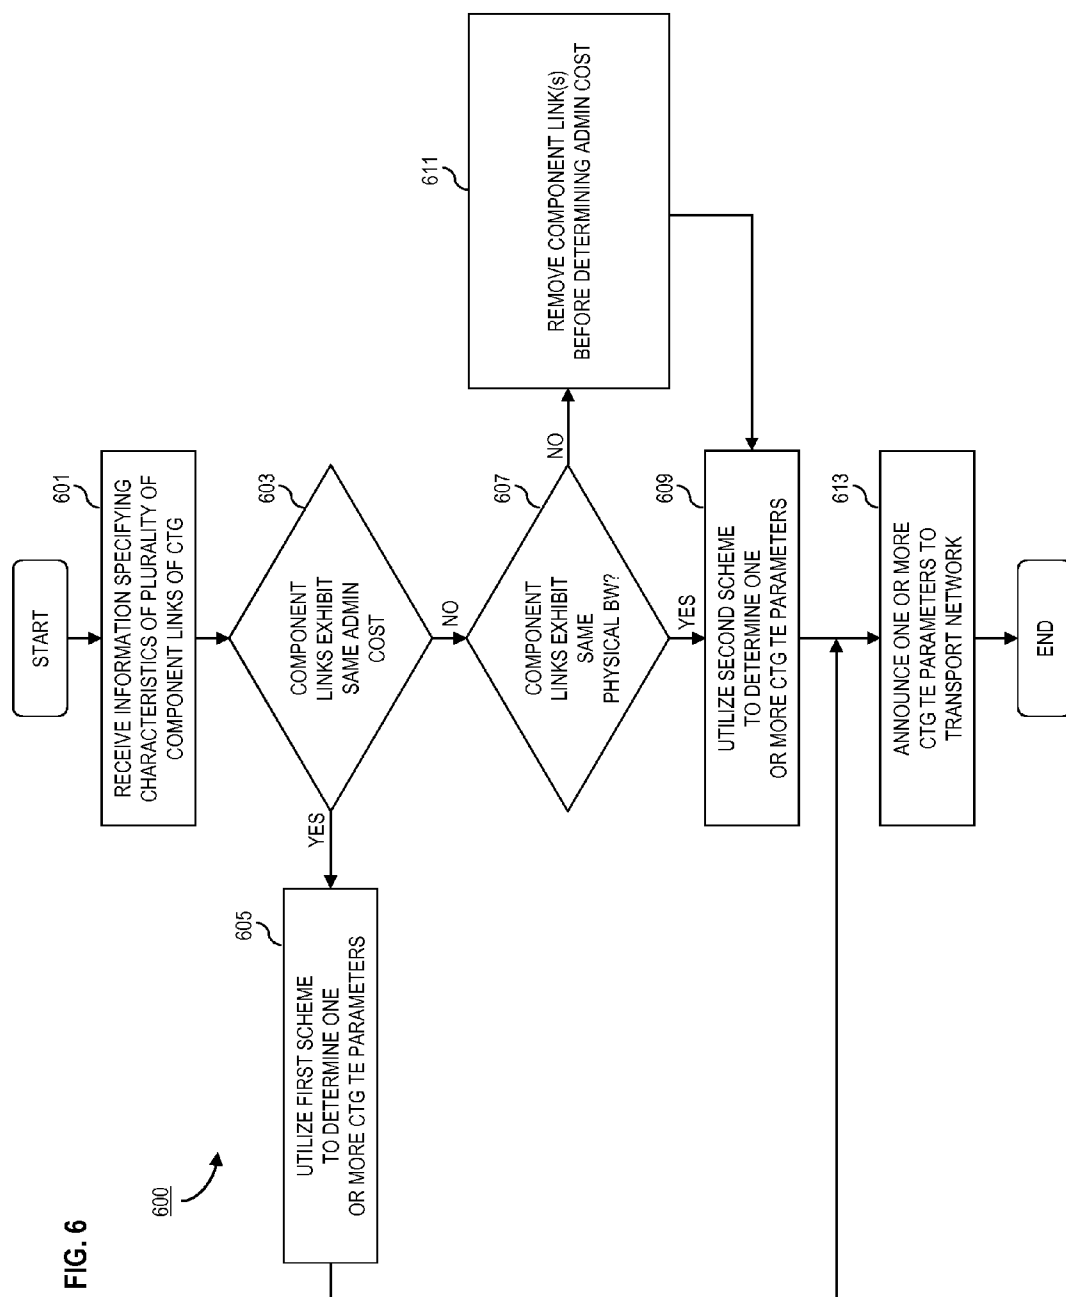 FIG. 6
600
START
601
RECEIVE INFORMATION SPECIFYING
CHARACTERISTICS OF PLURALITY OF
COMPONENT LINKS OF CTG
603
COMPONENT
LINKS EXHIBIT
SAME ADMIN
COST
YES
605
UTILIZE FIRST SCHEME
TO DETERMINE ONE
OR MORE CTG TE PARAMETERS
NO
607
COMPONENT
LINKS EXHIBIT
SAME
PHYSICAL BW?
NO
611
REMOVE COMPONENT LINK(s)
BEFORE DETERMINING ADMIN COST
YES
609
UTILIZE SECOND SCHEME
TO DETERMINE ONE
OR MORE CTG TE PARAMETERS
613
ANNOUNCE ONE OR MORE
CTG TE PARAMETERS TO
TRANSPORT NETWORK
END